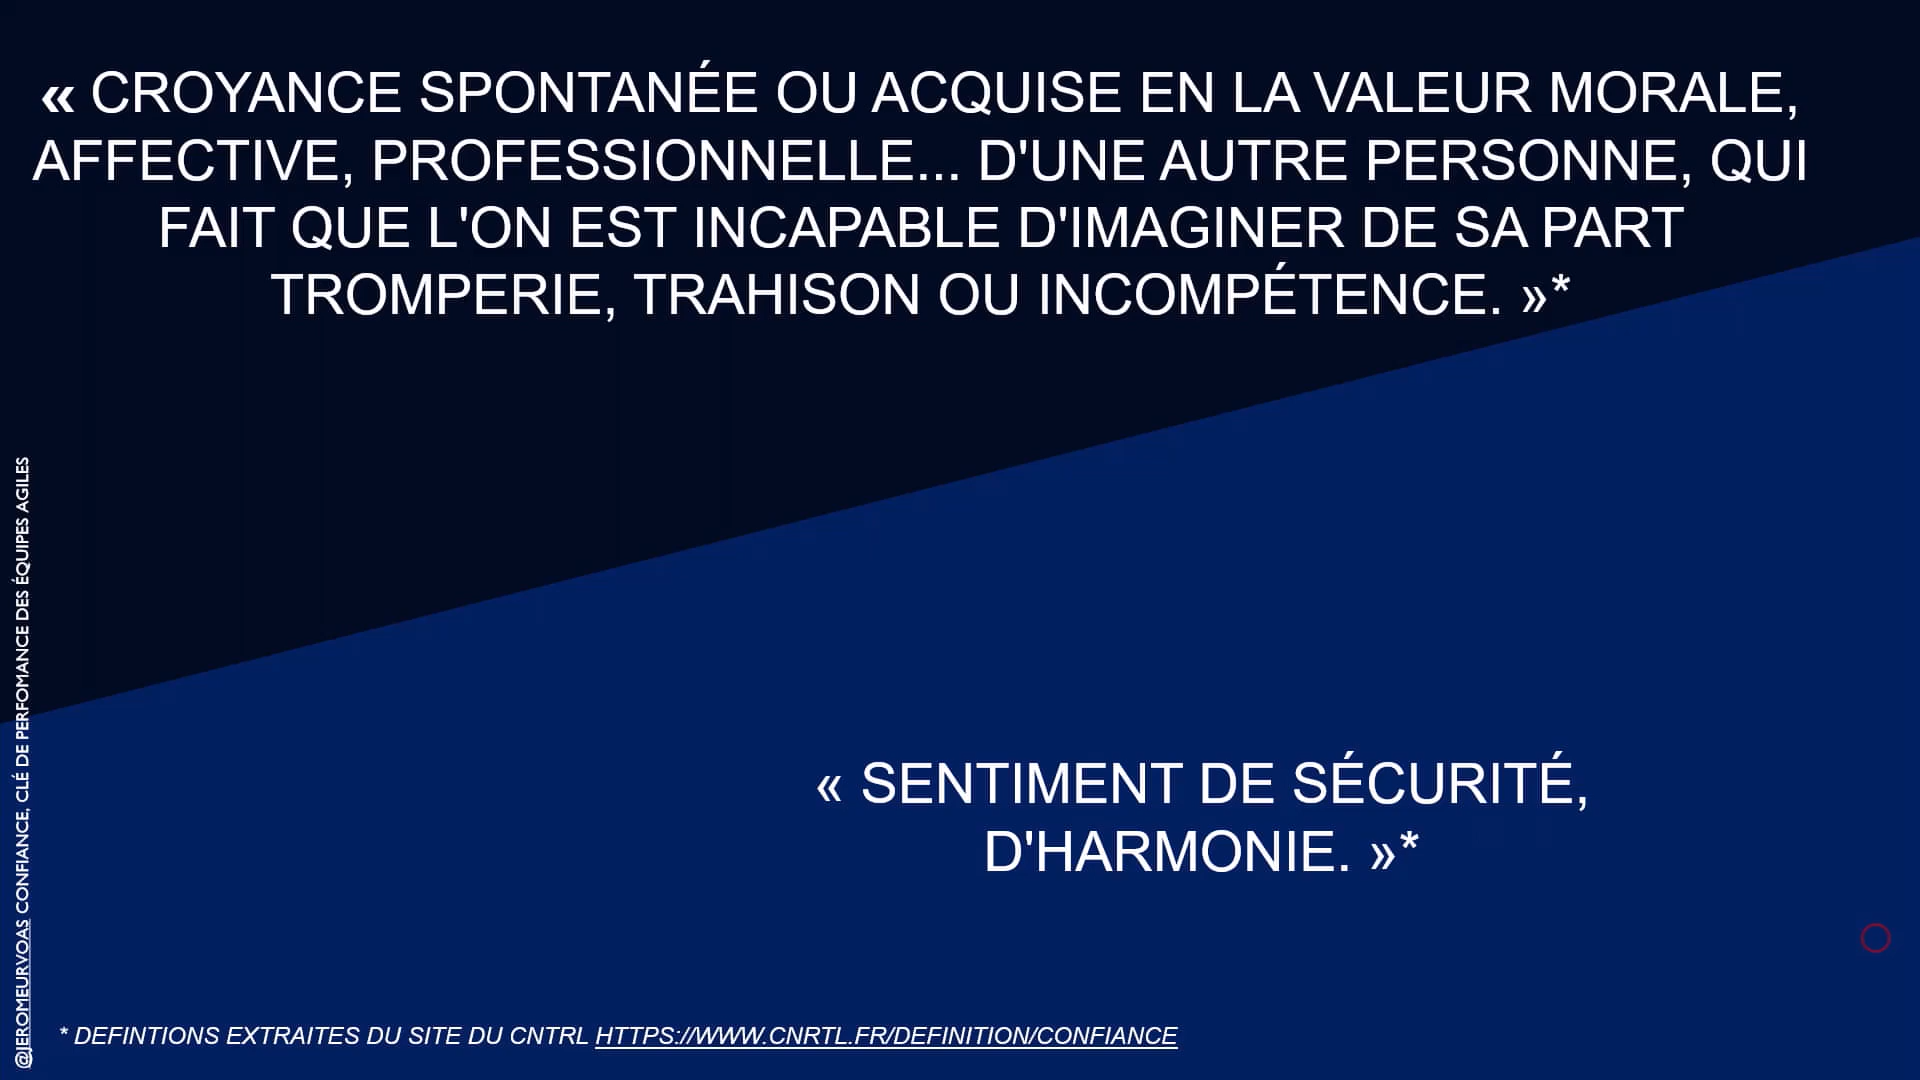 « CROYANCE SPONTANÉE OU ACQUISE EN LA VALEUR MORALE,
AFFECTIVE, PROFESSIONNELLE... D'UNE AUTRE PERSONNE, QUI
FAIT QUE L'ON EST INCAPABLE D'IMAGINER DE SA PART
TROMPERIE, TRAHISON OU INCOMPÉTENCE. »*
« SENTIMENT DE SÉCURITÉ,
D'HARMONIE. »*
* DEFINTIONS EXTRAITES DU SITE DU CNTRL HTTPS://WWW.CNRTL.FR/DEFINITION/CONFIANCE
@JEROMEURVOAS CONFIANCE, CLÉ DE PERFOMANCE DES ÉQUIPES AGILES